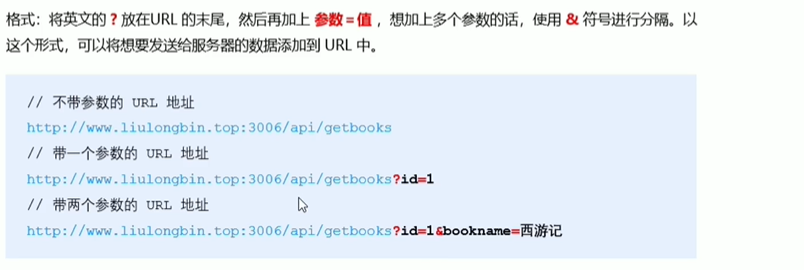 格式：将英文的 ? 放在URL 的末尾，然后再加上 参数＝值 ，想加上多个参数的话，使用 & 符号进行分隔。以
这个形式，可以将想要发送给服务器的数据添加到 URL 中。
// 不带参数的 URL 地址
http://www.liulongbin.top:3006/api/getbooks
// 带一个参数的 URL 地址
http://www.liulongbin.top:3006/api/getbooks?id=1
// 带两个参数的 URL 地址
http://www.liulongbin.top:3006/api/getbooks?id=1&bookname=西游记